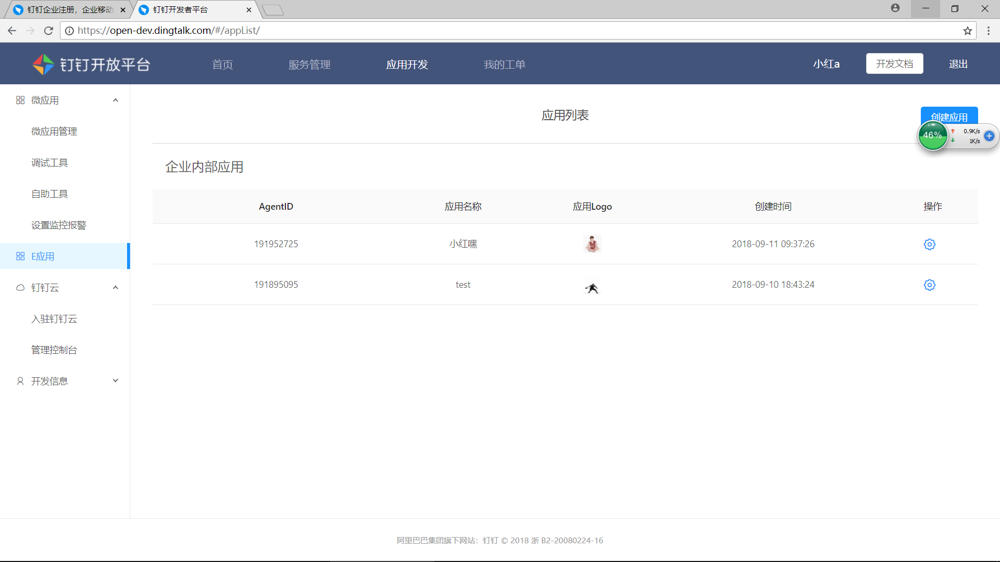 钉钉企业注册，企业移动
钉钉开发者平台
https://open-dev.dingtalk.com/#/appList/
钉钉开放平台
首页
服务管理
应用开发
我的工单
小红a
开发文档
退出
微应用
微应用管理
调试工具
自助工具
设置监控报警
E应用
钉钉云
入驻钉钉云
管理控制台
开发信息
应用列表
创建应用
46%
0.9K/s
1K/s
企业内部应用
AgentID 应用名称 应用Logo 创建时间 操作
191952725 小红嘿 2018-09-11 09:37:26
191895095 test 2018-09-10 18:43:24
阿里巴巴集团旗下网站：钉钉 © 2018 浙 B2-20080224-16